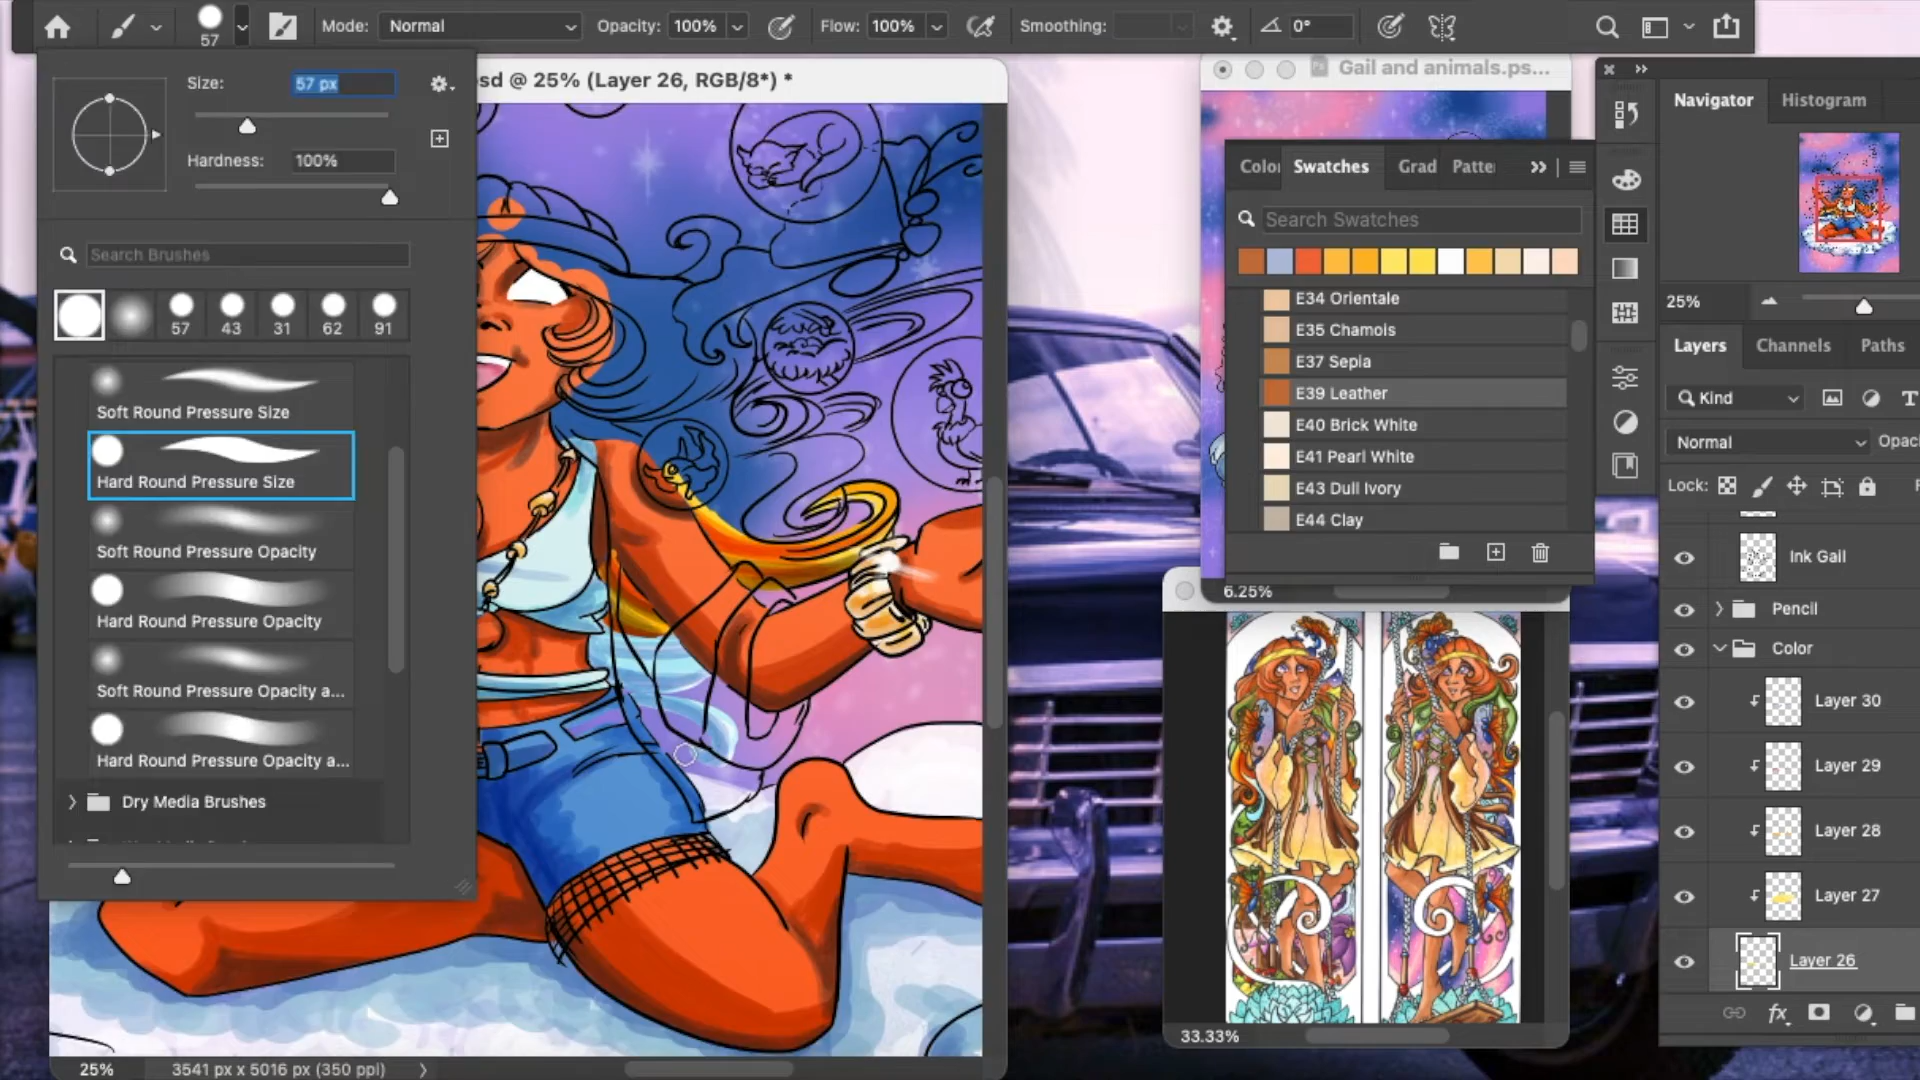 57
Mode:
Normal
Opacity:
100%
Flow:
100%
Smoothing:
0°
Size:
57 px
Hardness:
100%
Search Brushes
57
43
31
62
91
Soft Round Pressure Size
Hard Round Pressure Size
Soft Round Pressure Opacity
Hard Round Pressure Opacity
Soft Round Pressure Opacity a...
Hard Round Pressure Opacity a...
Dry Media Brushes
sd @ 25% (Layer 26, RGB/8*) *
25%
3541 px x 5016 px (350 ppi)
Gail and animals.ps...
Color
Swatches
Grad
Patte
Search Swatches
E34 Orientale
E35 Chamois
E37 Sepia
E39 Leather
E40 Brick White
E41 Pearl White
E43 Dull Ivory
E44 Clay
6.25%
33.33%
Navigator
Histogram
25%
Layers
Channels
Paths
Kind
Normal
Opac
Lock:
Ink Gail
Pencil
Color
Layer 30
Layer 29
Layer 28
Layer 27
Layer 26
fx